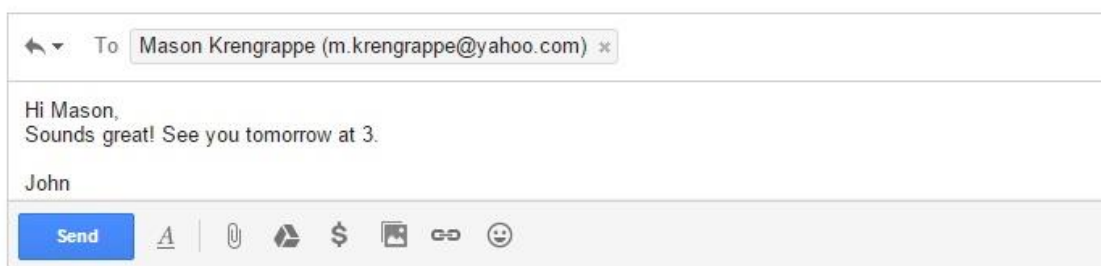 To Mason Krengrappe (m.krengrappe@yahoo.com) ×
Hi Mason,
Sounds great! See you tomorrow at 3.
John
Send A $